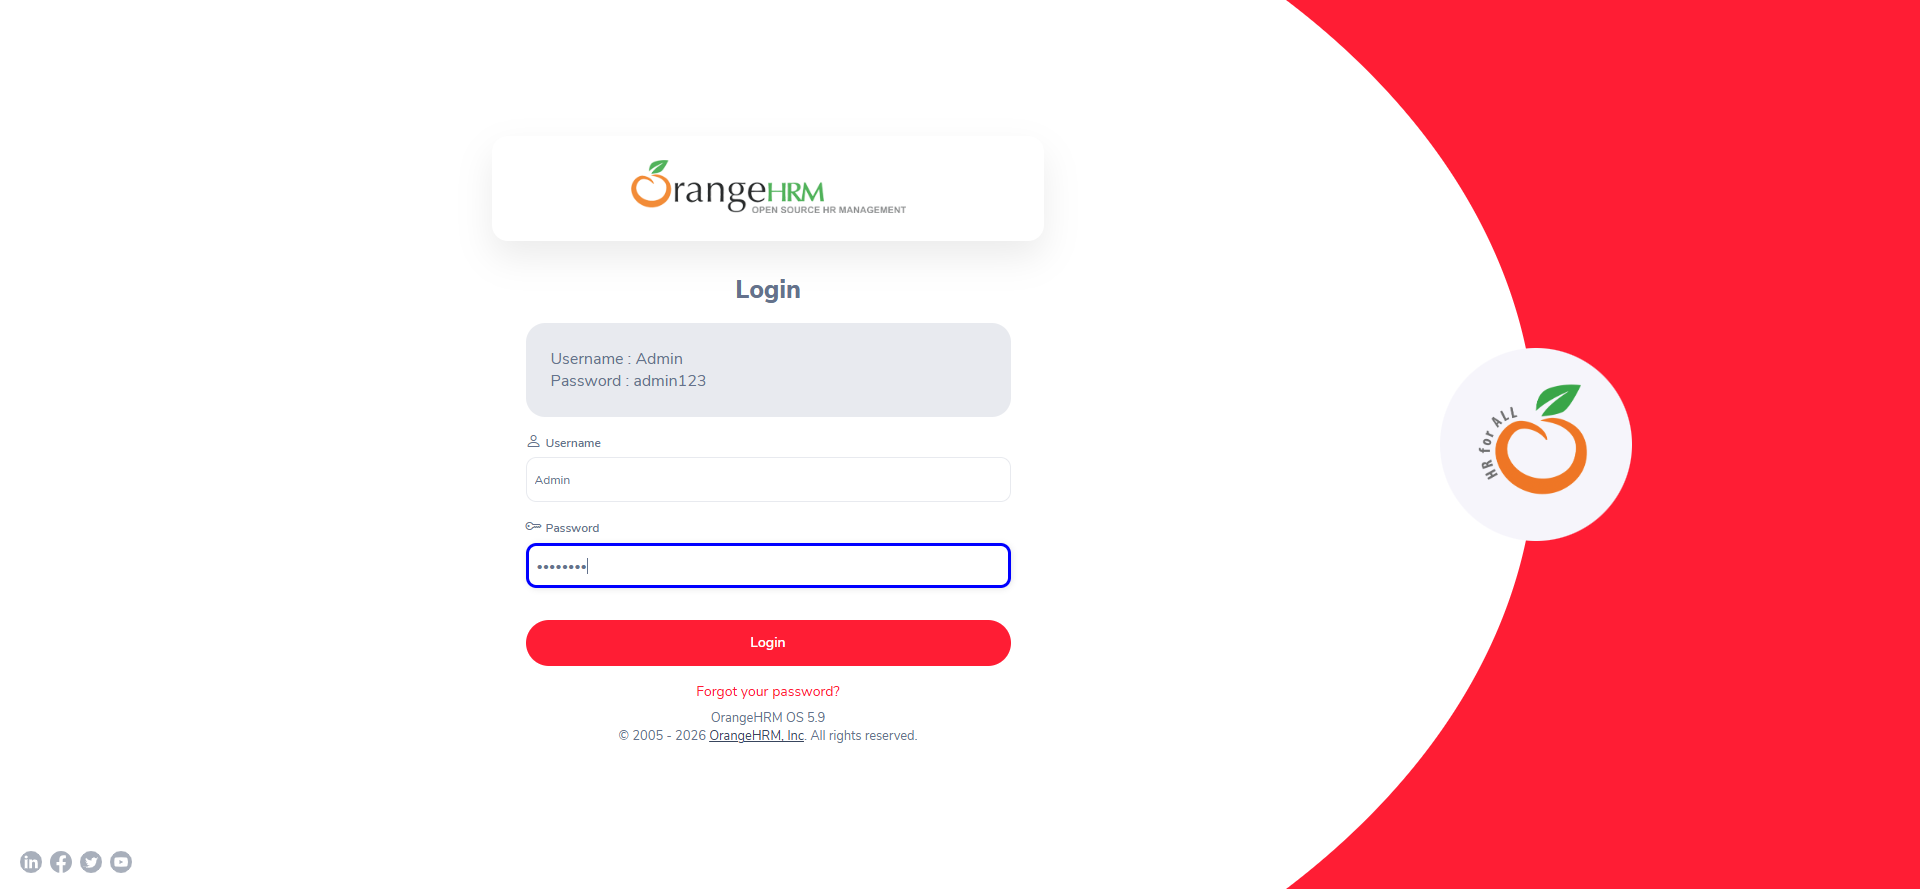 OrangeHRM
OPEN SOURCE HR MANAGEMENT
Login
Username : Admin
Password : admin123
Username
Admin
Password
••••••••
Login
Forgot your password?
OrangeHRM OS 5.9
© 2005 - 2026 OrangeHRM, Inc. All rights reserved.
HR for ALL